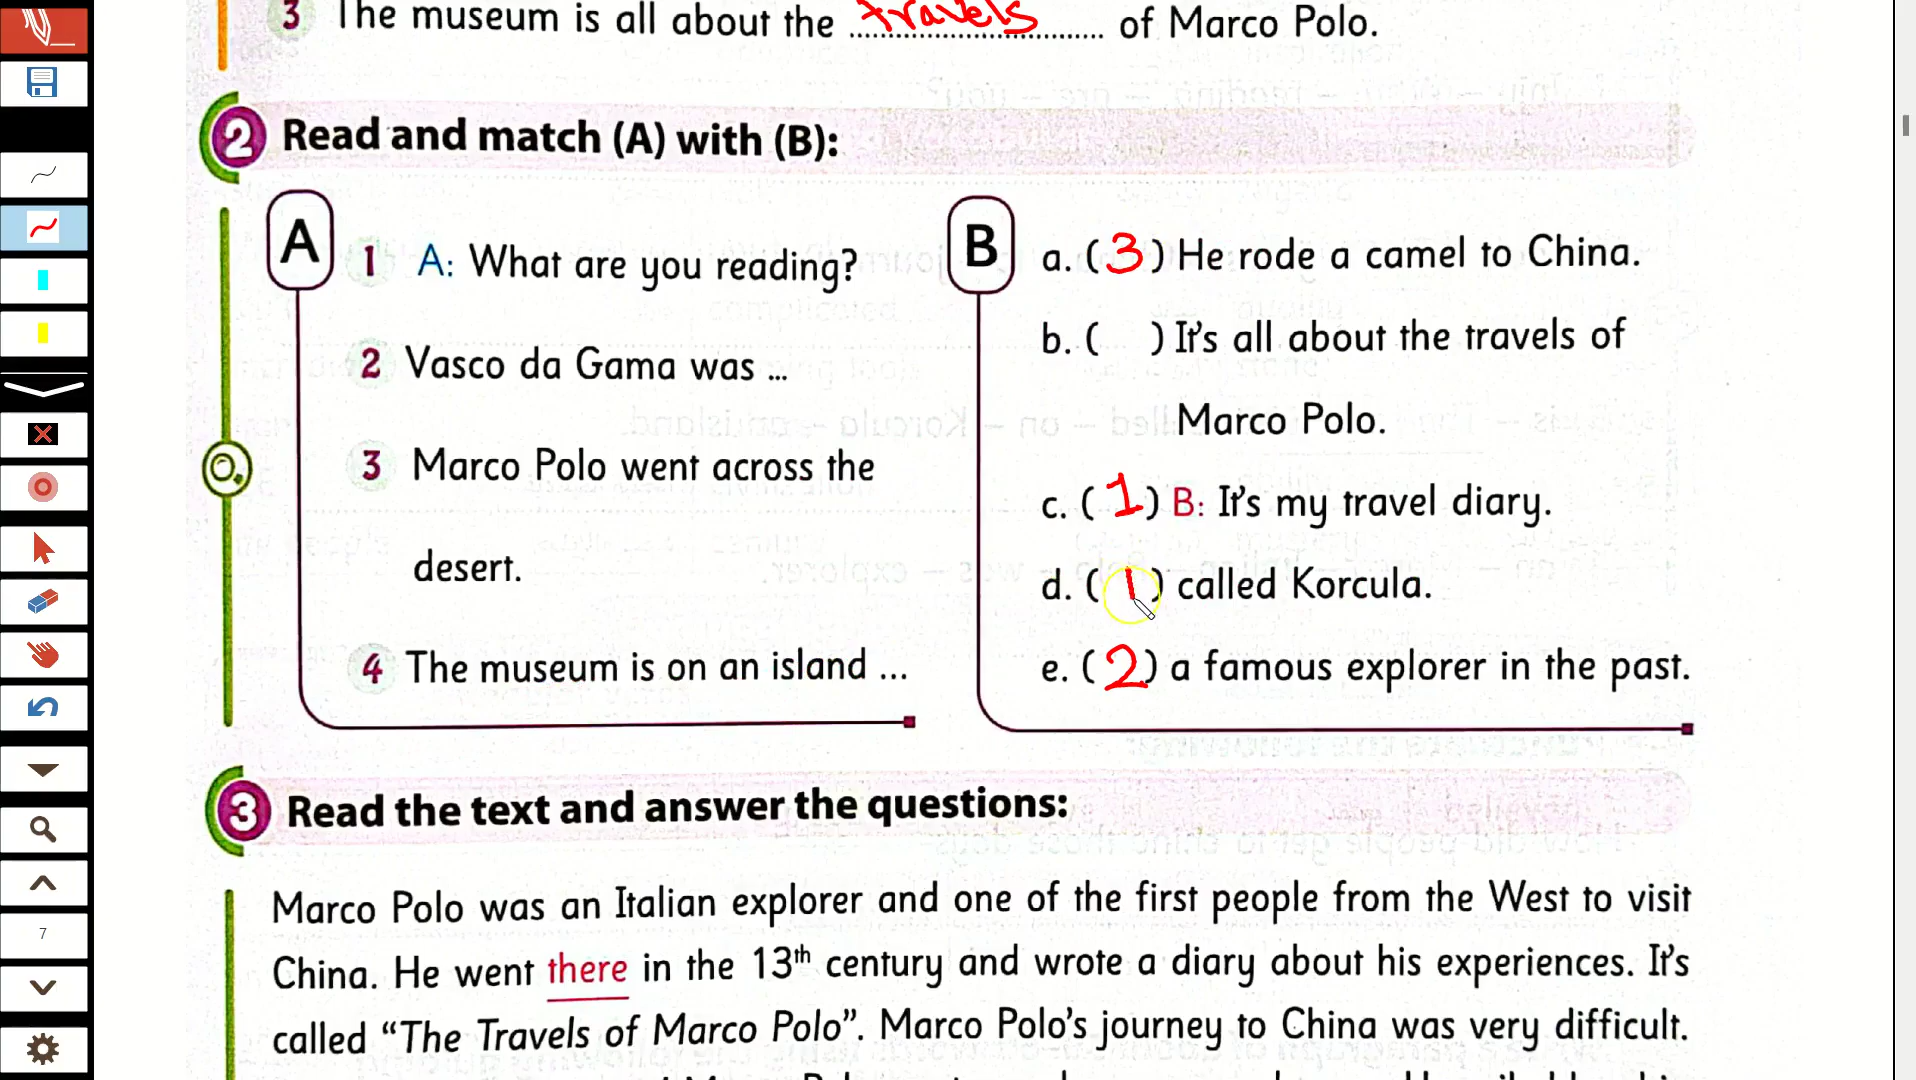 3 The museum is all about the travels of Marco Polo.
2 Read and match (A) with (B):
A
1 A: What are you reading?
2 Vasco da Gama was ...
3 Marco Polo went across the
desert.
4 The museum is on an island ...
B
a. (3) He rode a camel to China.
b. ( ) It's all about the travels of
Marco Polo.
c. (1) B: It's my travel diary.
d. ( ) called Korcula.
e. (2) a famous explorer in the past.
Q.
3 Read the text and answer the questions:
Marco Polo was an Italian explorer and one of the first people from the West to visit
China. He went there in the 13th century and wrote a diary about his experiences. It's
called “The Travels of Marco Polo”. Marco Polo's journey to China was very difficult.
7